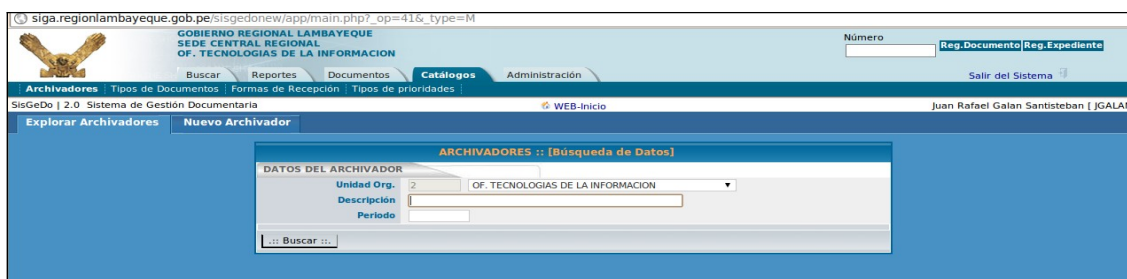 siga.regionlambayeque.gob.pe/sisgedonew/app/main.php?_op=41&_type=M
GOBIERNO REGIONAL LAMBAYEQUE
SEDE CENTRAL REGIONAL
OF. TECNOLOGIAS DE LA INFORMACION
Número
Reg.Documento Reg.Expediente
Buscar Reportes Documentos Catálogos Administración Salir del Sistema
Archivadores Tipos de Documentos Formas de Recepción Tipos de prioridades
SisGeDo | 2.0 Sistema de Gestión Documentaria WEB-Inicio Juan Rafael Galan Santisteban [ JGALAN
Explorar Archivadores Nuevo Archivador
ARCHIVADORES :: [Búsqueda de Datos]
DATOS DEL ARCHIVADOR
Unidad Org. 2 OF. TECNOLOGIAS DE LA INFORMACION
Descripción
Periodo
.:: Buscar ::.